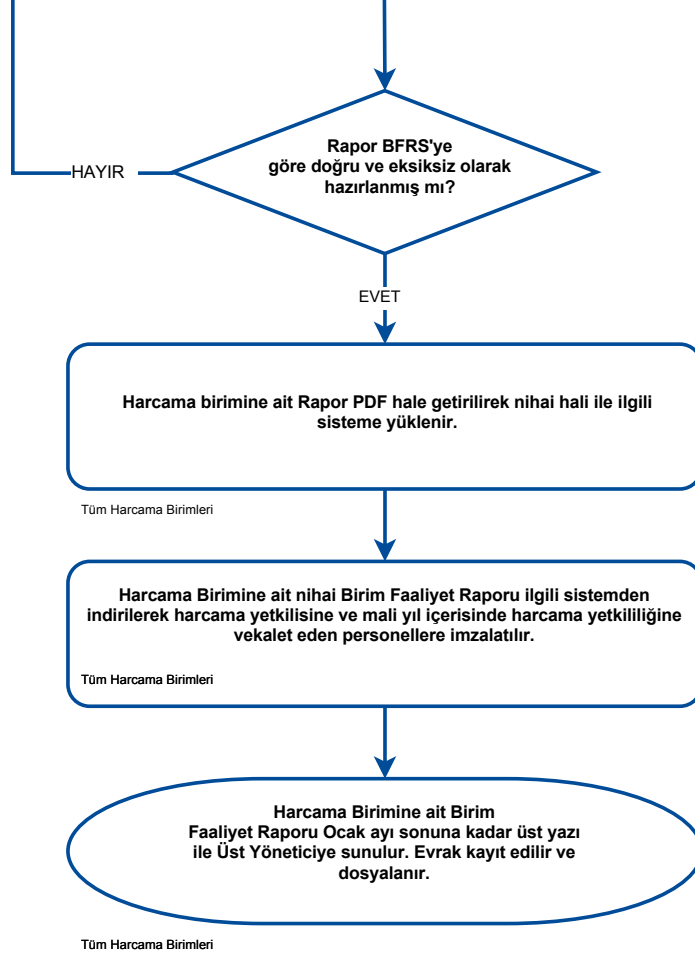 Rapor BFRS'ye
göre doğru ve eksiksiz olarak
hazırlanmış mı?
HAYIR
EVET
Harcama birimine ait Rapor PDF hale getirilirek nihai hali ile ilgili
sisteme yüklenir.
Tüm Harcama Birimleri
Harcama Birimine ait nihai Birim Faaliyet Raporu ilgili sistemden
indirilerek harcama yetkilisine ve mali yıl içerisinde harcama yetkililiğine
vekalet eden personellere imzalatılır.
Tüm Harcama Birimleri
Harcama Birimine ait Birim
Faaliyet Raporu Ocak ayı sonuna kadar üst yazı
ile Üst Yöneticiye sunulur. Evrak kayıt edilir ve
dosyalanır.
Tüm Harcama Birimleri